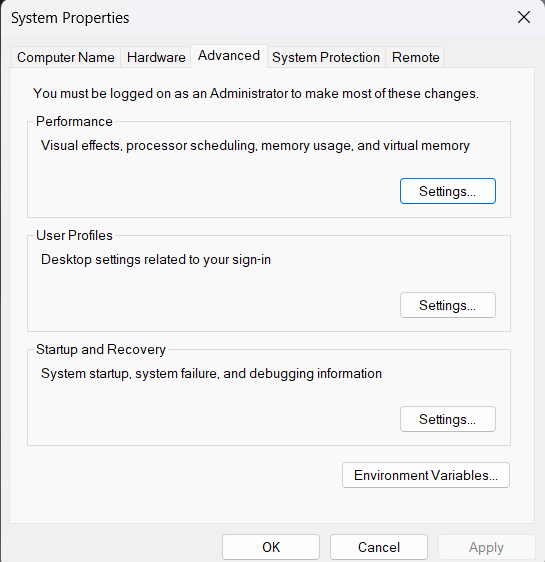 System Properties
Computer Name Hardware Advanced System Protection Remote
You must be logged on as an Administrator to make most of these changes.
Performance
Visual effects, processor scheduling, memory usage, and virtual memory
Settings...
User Profiles
Desktop settings related to your sign-in
Settings...
Startup and Recovery
System startup, system failure, and debugging information
Settings...
Environment Variables...
OK Cancel Apply